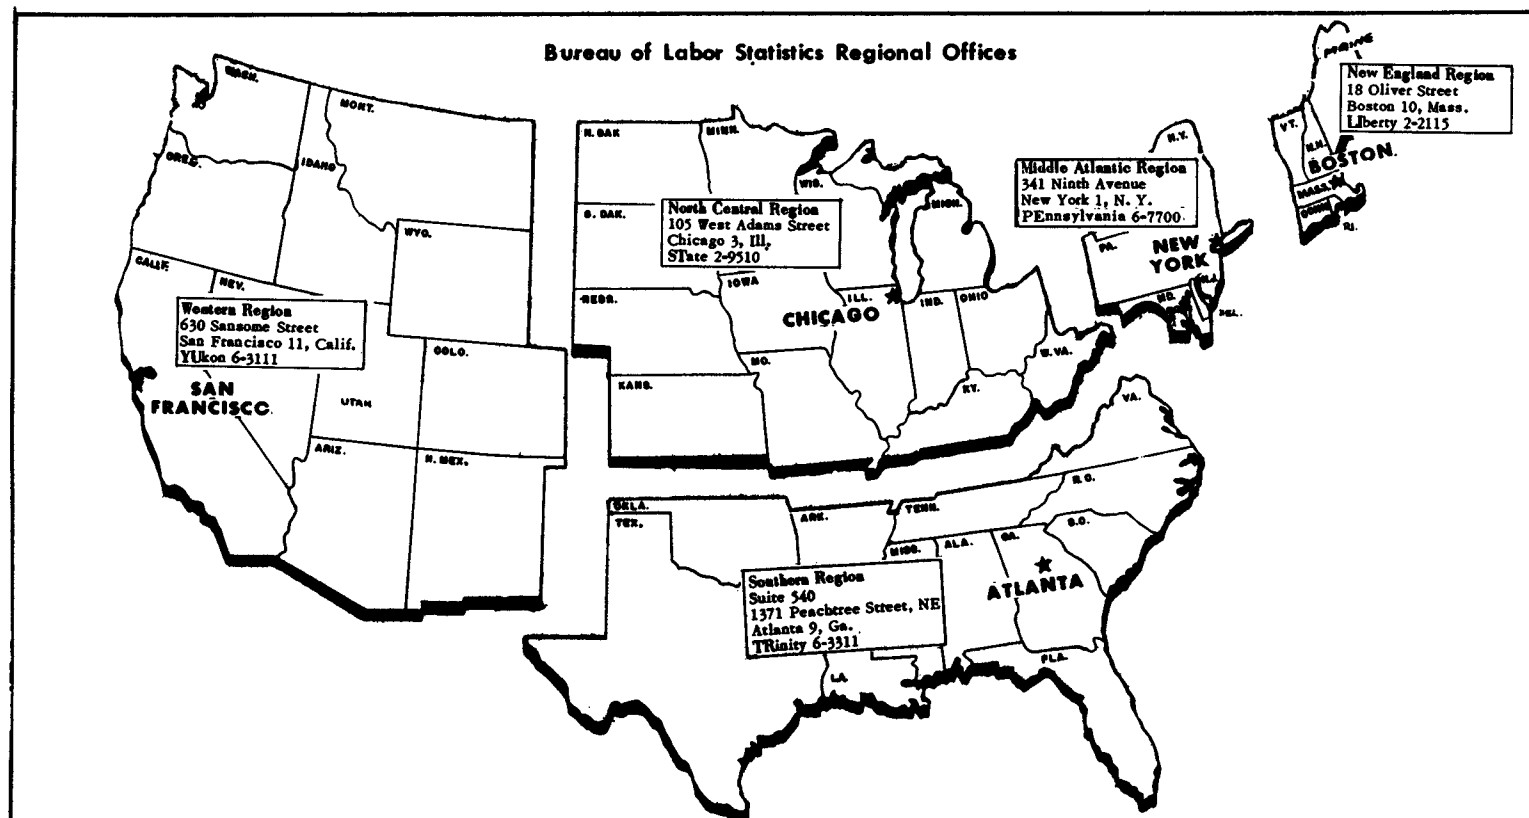 Bureau of Labor Statistics Regional Offices
WASH.
MONT.
OREG.
IDAHO
WYO.
CALIF.
NEV.
Western Region
630 Sansome Street
San Francisco 11, Calif.
YUkon 6-3111
SAN
FRANCISCO
UTAH
COLO.
ARIZ.
N. MEX.
N. DAK
MINN.
S. DAK.
WIS.
MICH.
North Central Region
105 West Adams Street
Chicago 3, Ill.
STate 2-9510
NEBR.
IOWA
ILL.
IND.
OHIO
CHICAGO
KANS.
MO.
KY.
W. VA.
MAINE
New England Region
18 Oliver Street
Boston 10, Mass.
LIberty 2-2115
VT.
N.H.
BOSTON.
MASS.
CONN.
R.I.
N.Y.
Middle Atlantic Region
341 Ninth Avenue
New York 1, N. Y.
PEnnsylvania 6-7700
PA.
NEW
YORK
N.J.
MD.
DEL.
VA.
OKLA.
TEX.
ARK.
TENN.
N.C.
S.C.
MISS.
ALA.
GA.
Southern Region
Suite 540
1371 Peachtree Street, NE
Atlanta 9, Ga.
TRinity 6-3311
ATLANTA
LA.
FLA.